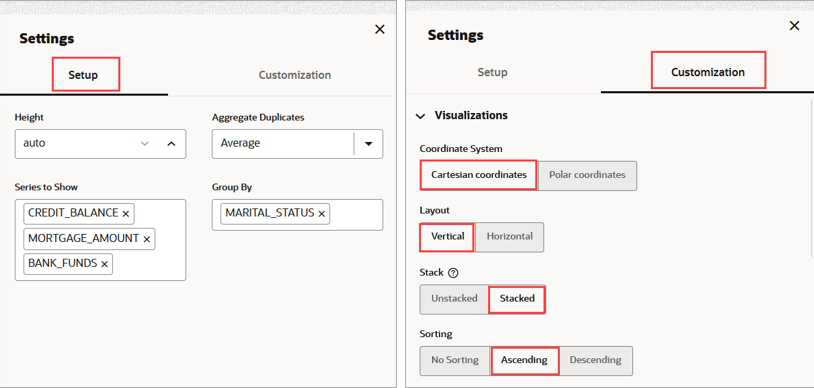 Settings
Setup Customization
Height Aggregate Duplicates
auto Average
Series to Show Group By
CREDIT_BALANCE × MARITAL_STATUS ×
MORTGAGE_AMOUNT ×
BANK_FUNDS ×
Settings
Setup Customization
Visualizations
Coordinate System
Cartesian coordinates Polar coordinates
Layout
Vertical Horizontal
Stack ?
Unstacked Stacked
Sorting
No Sorting Ascending Descending